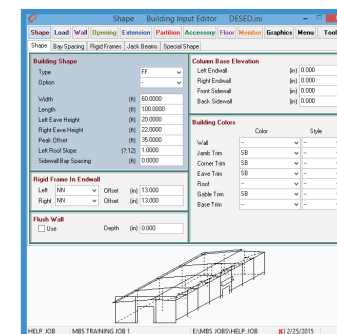 Shape Building Input Editor DESED.ini
Shape Load Wall Opening Extension Partition Accessory Floor Member Graphics Menu Tool
Shape Bay Spacing Rigid Frames Jack Beams Special Shape
Building Shape
Type FF
Option -
Width (ft) 60.0000
Length (ft) 100.0000
Left Eave Height (ft) 20.0000
Right Eave Height (ft) 22.0000
Peak Offset (ft) 35.0000
Left Roof Slope (?:12) 1.0000
Sidewall Bay Spacing (ft) 0.0000
Rigid Frame In Endwall
Left NN Offset (in) 13.000
Right NN Offset (in) 13.000
Flush Wall
Use Depth (in) 0.000
Column Base Elevation
Left Endwall (in) 0.000
Right Endwall (in) 0.000
Front Sidewall (in) 0.000
Back Sidewall (in) 0.000
Building Colors
Color Style
Wall -- -
Jamb Trim SB -
Corner Trim SB -
Eave Trim SB -
Roof -- -
Gable Trim SB -
Base Trim -- -
HELP_JOB MBS TRAINING JOB 1 E:\MBS_JOBS\HELP_JOB 2/25/2015